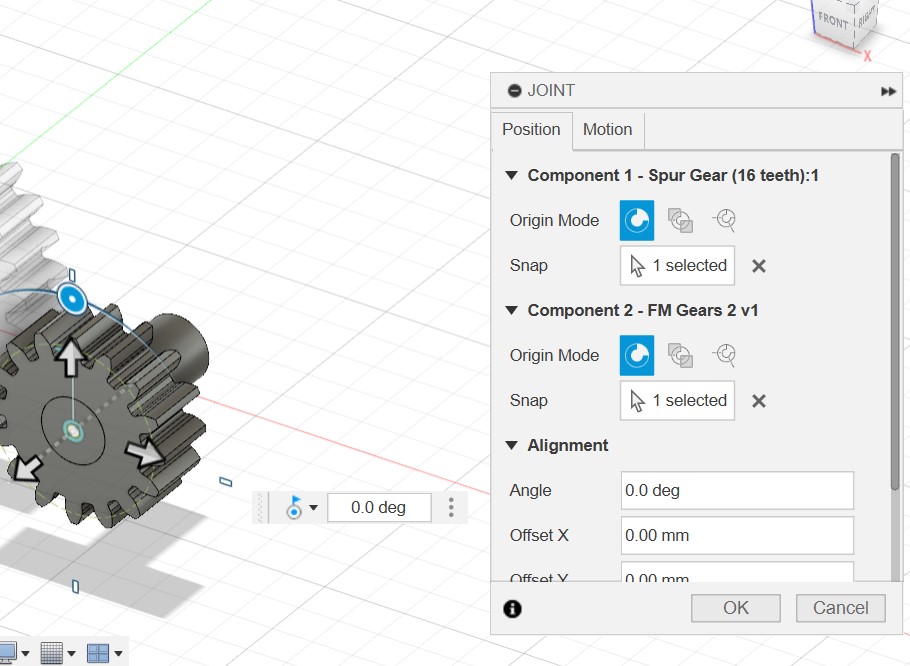 FRONT
RIGHT
X
JOINT
Position Motion
Component 1 - Spur Gear (16 teeth):1
Origin Mode
Snap 1 selected
Component 2 - FM Gears 2 v1
Origin Mode
Snap 1 selected
Alignment
Angle 0.0 deg
0.0 deg
Offset X 0.00 mm
Offset Y 0.00 mm
OK Cancel